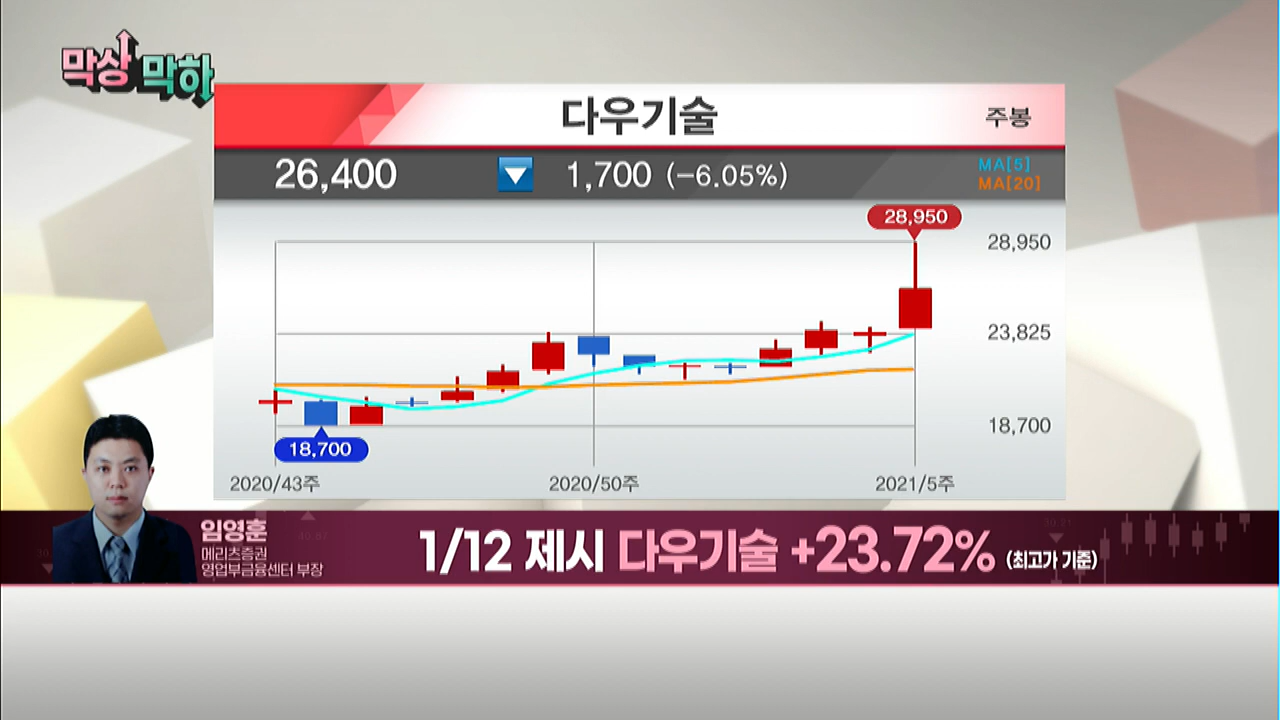 막상 막하
다우기술
주봉
26,400 ▼ 1,700 (-6.05%)
MA[5]
MA[20]
28,950
28,950
23,825
18,700
18,700
2020/43주 2020/50주 2021/5주
임영훈
메리츠증권
영업부금융센터 부장
1/12 제시 다우기술 +23.72% (최고가 기준)